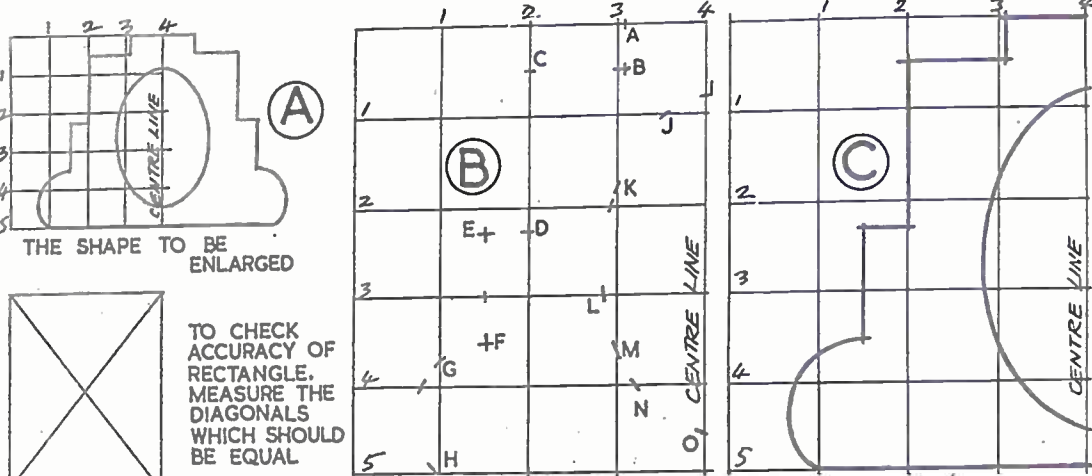 1 2 3 4
1
2
3
4
5
CENTRE LINE
A
THE SHAPE TO BE
ENLARGED
TO CHECK
ACCURACY OF
RECTANGLE.
MEASURE THE
DIAGONALS
WHICH SHOULD
BE EQUAL
1 2. 3 4
A
C
B
1
J
B
K
2
E
D
3
L
F
M
G
4
N
O
5
H
CENTRE LINE
1 2 3 4
1
C
2
3
4
5
CENTRE LINE